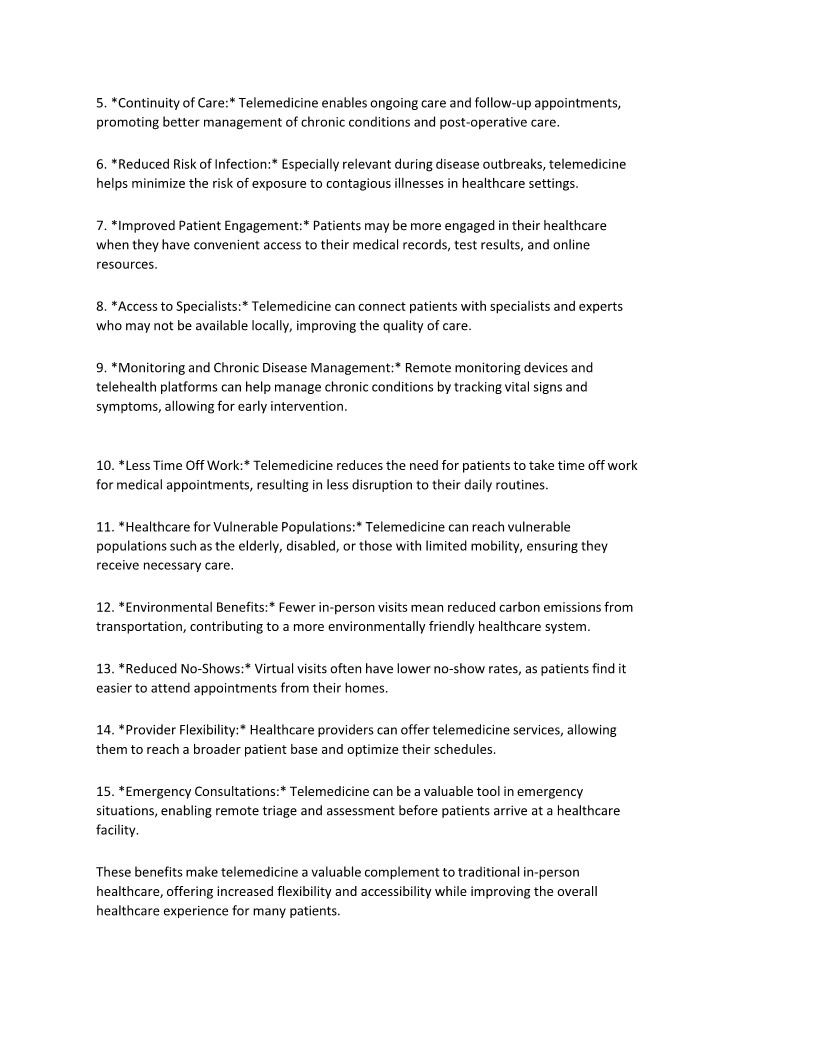 5. *Continuity of Care:* Telemedicine enables ongoing care and follow-up appointments,
promoting better management of chronic conditions and post-operative care.
6. *Reduced Risk of Infection:* Especially relevant during disease outbreaks, telemedicine
helps minimize the risk of exposure to contagious illnesses in healthcare settings.
7. *Improved Patient Engagement:* Patients may be more engaged in their healthcare
when they have convenient access to their medical records, test results, and online
resources.
8. *Access to Specialists:* Telemedicine can connect patients with specialists and experts
who may not be available locally, improving the quality of care.
9. *Monitoring and Chronic Disease Management:* Remote monitoring devices and
telehealth platforms can help manage chronic conditions by tracking vital signs and
symptoms, allowing for early intervention.
10. *Less Time Off Work:* Telemedicine reduces the need for patients to take time off work
for medical appointments, resulting in less disruption to their daily routines.
11. *Healthcare for Vulnerable Populations:* Telemedicine can reach vulnerable
populations such as the elderly, disabled, or those with limited mobility, ensuring they
receive necessary care.
12. *Environmental Benefits:* Fewer in-person visits mean reduced carbon emissions from
transportation, contributing to a more environmentally friendly healthcare system.
13. *Reduced No-Shows:* Virtual visits often have lower no-show rates, as patients find it
easier to attend appointments from their homes.
14. *Provider Flexibility:* Healthcare providers can offer telemedicine services, allowing
them to reach a broader patient base and optimize their schedules.
15. *Emergency Consultations:* Telemedicine can be a valuable tool in emergency
situations, enabling remote triage and assessment before patients arrive at a healthcare
facility.
These benefits make telemedicine a valuable complement to traditional in-person
healthcare, offering increased flexibility and accessibility while improving the overall
healthcare experience for many patients.